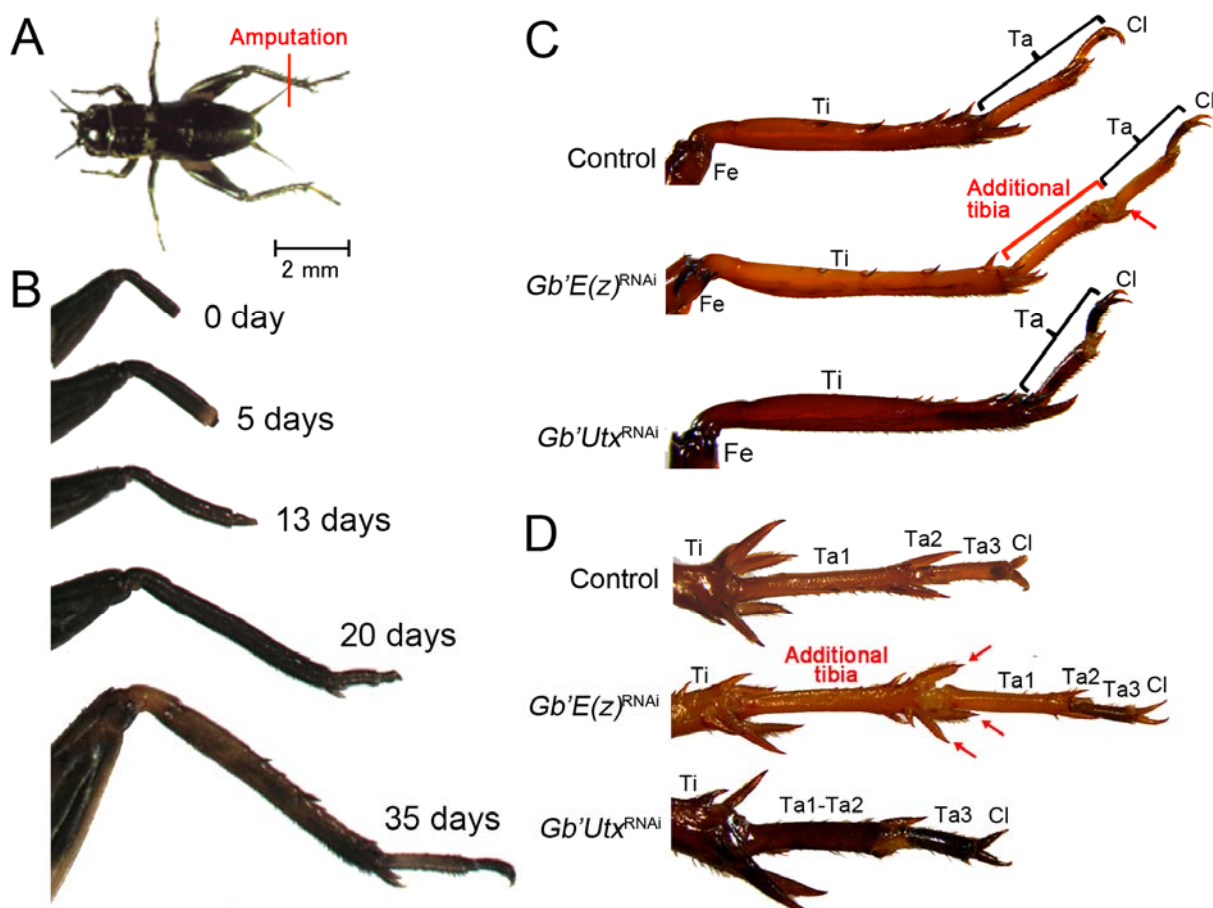 A
Amputation
2 mm
B
0 day
5 days
13 days
20 days
35 days
C
Ta
Cl
Ti
Control
Fe
Cl
Ta
Additional
tibia
Ti
Gb'E(z)RNAi
Fe
Cl
Ta
Ti
Gb'UtxRNAi
Fe
D
Ti
Ta1
Ta2
Ta3
Cl
Control
Additional
tibia
Ti
Ta1
Ta2
Ta3
Cl
Gb'E(z)RNAi
Ti
Ta1-Ta2
Ta3
Cl
Gb'UtxRNAi